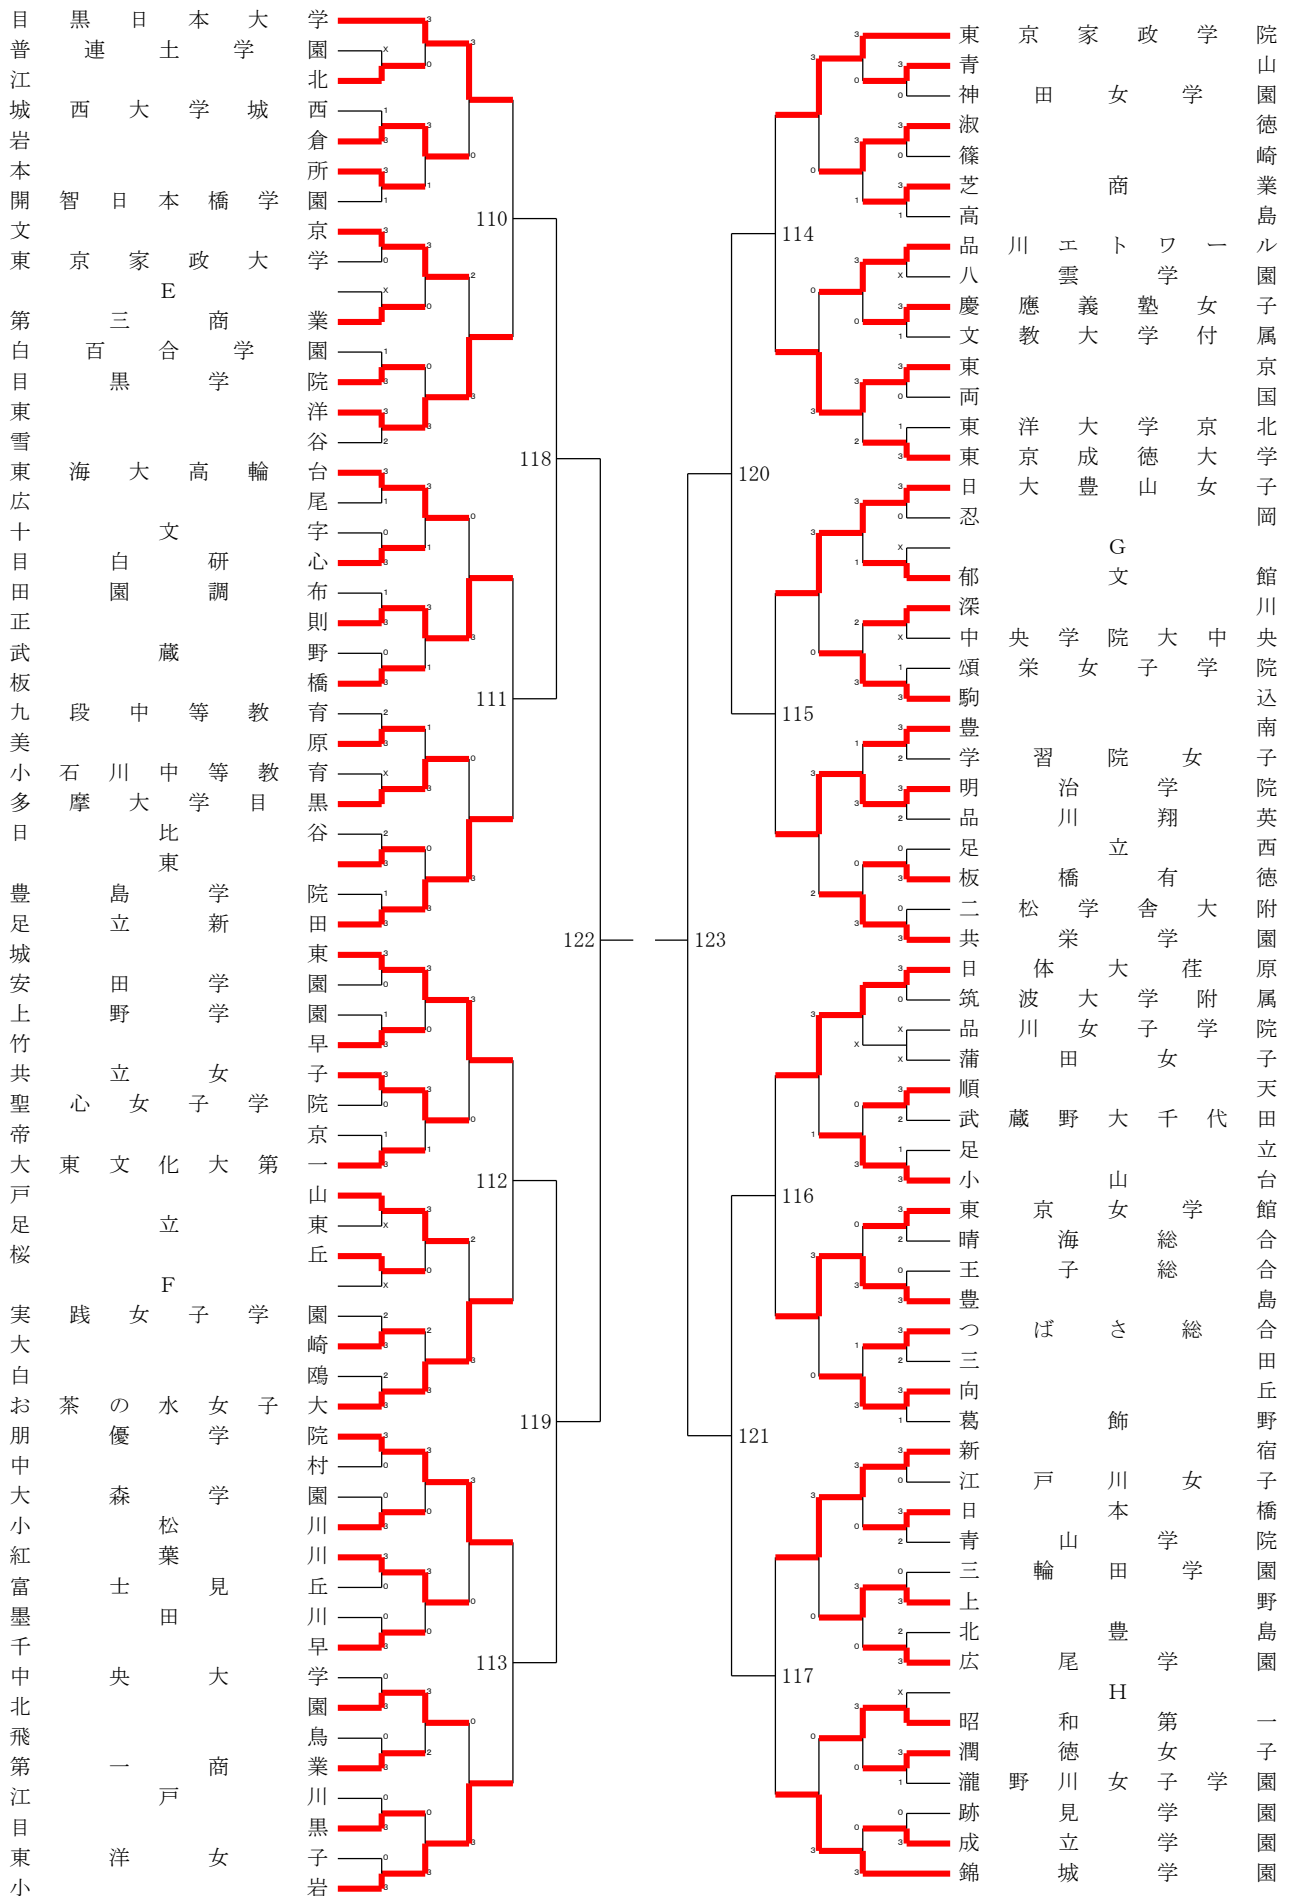 目黒日本大学
普連土学園
江北
城西大学城西
岩倉
本所
開智日本橋学園
文京
東京家政大学
E
第三商業
白百合学園
目黒学院
東洋
雪谷
東海大高輪台
広尾
十文字
目白研心
田園調布
正則
武蔵野
板橋
九段中等教育
美原
小石川中等教育
多摩大学目黒
日比谷
東
豊島学院
足立新田
城東
安田学園
上野学園
竹早
共立女子
聖心女子学院
帝京
大東文化大第一
戸山
足立東
桜丘
F
実践女子学園
大崎
白鴎
お茶の水女子大
朋優学院
中村
大森学園
小松川
紅葉川
富士見丘
墨田川
千早
中央大学
北園
飛鳥
第一商業
江戸川
目黒
東洋女子
小岩
110
111
112
113
118
119
122
123
120
121
114
115
116
117
東京家政学院
青山
神田女学園
淑徳
篠崎
芝商業
高島
品川エトワール
八雲学園
慶應義塾女子
文教大学付属
東京
両国
東洋大学京北
東京成徳大学
日大豊山女子
忍岡
G
郁文館
深川
中央学院大中央
頌栄女子学院
駒込
豊南
学習院女子
明治学院
品川翔英
足立西
板橋有徳
二松学舎大附
共栄学園
日体大荏原
筑波大学附属
品川女子学院
蒲田女子
順天
武蔵野大千代田
足立
小山台
東京女学館
晴海総合
王子総合
豊島
つばさ総合
三田
向丘
葛飾野
新宿
江戸川女子
日本橋
青山学院
三輪田学園
上野
北豊島
広尾学園
H
昭和第一
潤徳女子
瀧野川女子学園
跡見学園
成立学園
錦城学園